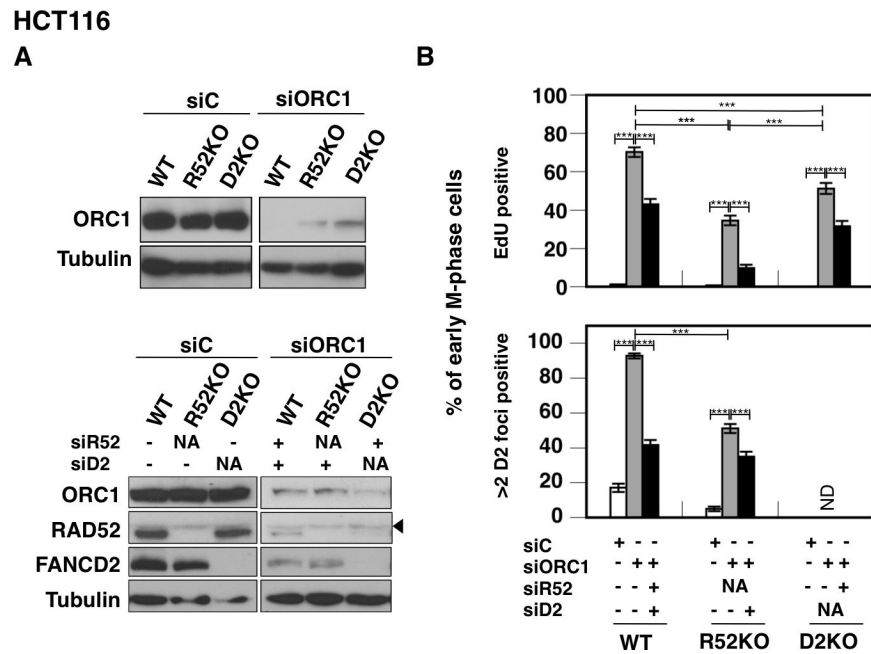 HCT116
A
siC siORC1
WT R52KO D2KO WT R52KO D2KO
ORC1
Tubulin
siC siORC1
WT R52KO D2KO WT R52KO D2KO
siR52 - NA - + NA +
siD2 - - NA + + NA
ORC1
RAD52
FANCD2
Tubulin
B
% of early M-phase cells
EdU positive
100
80
60
40
20
0
***
*** ***
*** *** *** *** *** ***
>2 D2 foci positive
100
80
60
40
20
0
***
*** *** *** ***
ND
siC + - - + - - + - -
siORC1 - + + - + + - + +
siR52 - - + NA - - +
siD2 - - + - - + NA
WT R52KO D2KO